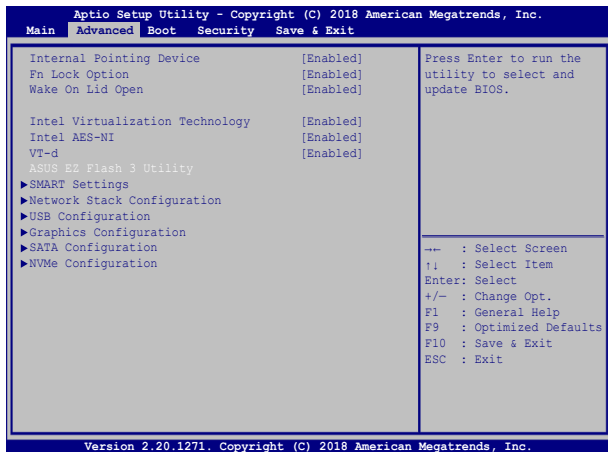 Aptio Setup Utility - Copyright (C) 2018 American Megatrends, Inc.
Main Advanced Boot Security Save & Exit
Internal Pointing Device [Enabled]
Fn Lock Option [Enabled]
Wake On Lid Open [Enabled]
Intel Virtualization Technology [Enabled]
Intel AES-NI [Enabled]
VT-d [Enabled]
ASUS EZ Flash 3 Utility
▶SMART Settings
▶Network Stack Configuration
▶USB Configuration
▶Graphics Configuration
▶SATA Configuration
▶NVMe Configuration
Press Enter to run the
utility to select and
update BIOS.
→← : Select Screen
↑↓ : Select Item
Enter: Select
+/— : Change Opt.
F1 : General Help
F9 : Optimized Defaults
F10 : Save & Exit
ESC : Exit
Version 2.20.1271. Copyright (C) 2018 American Megatrends, Inc.